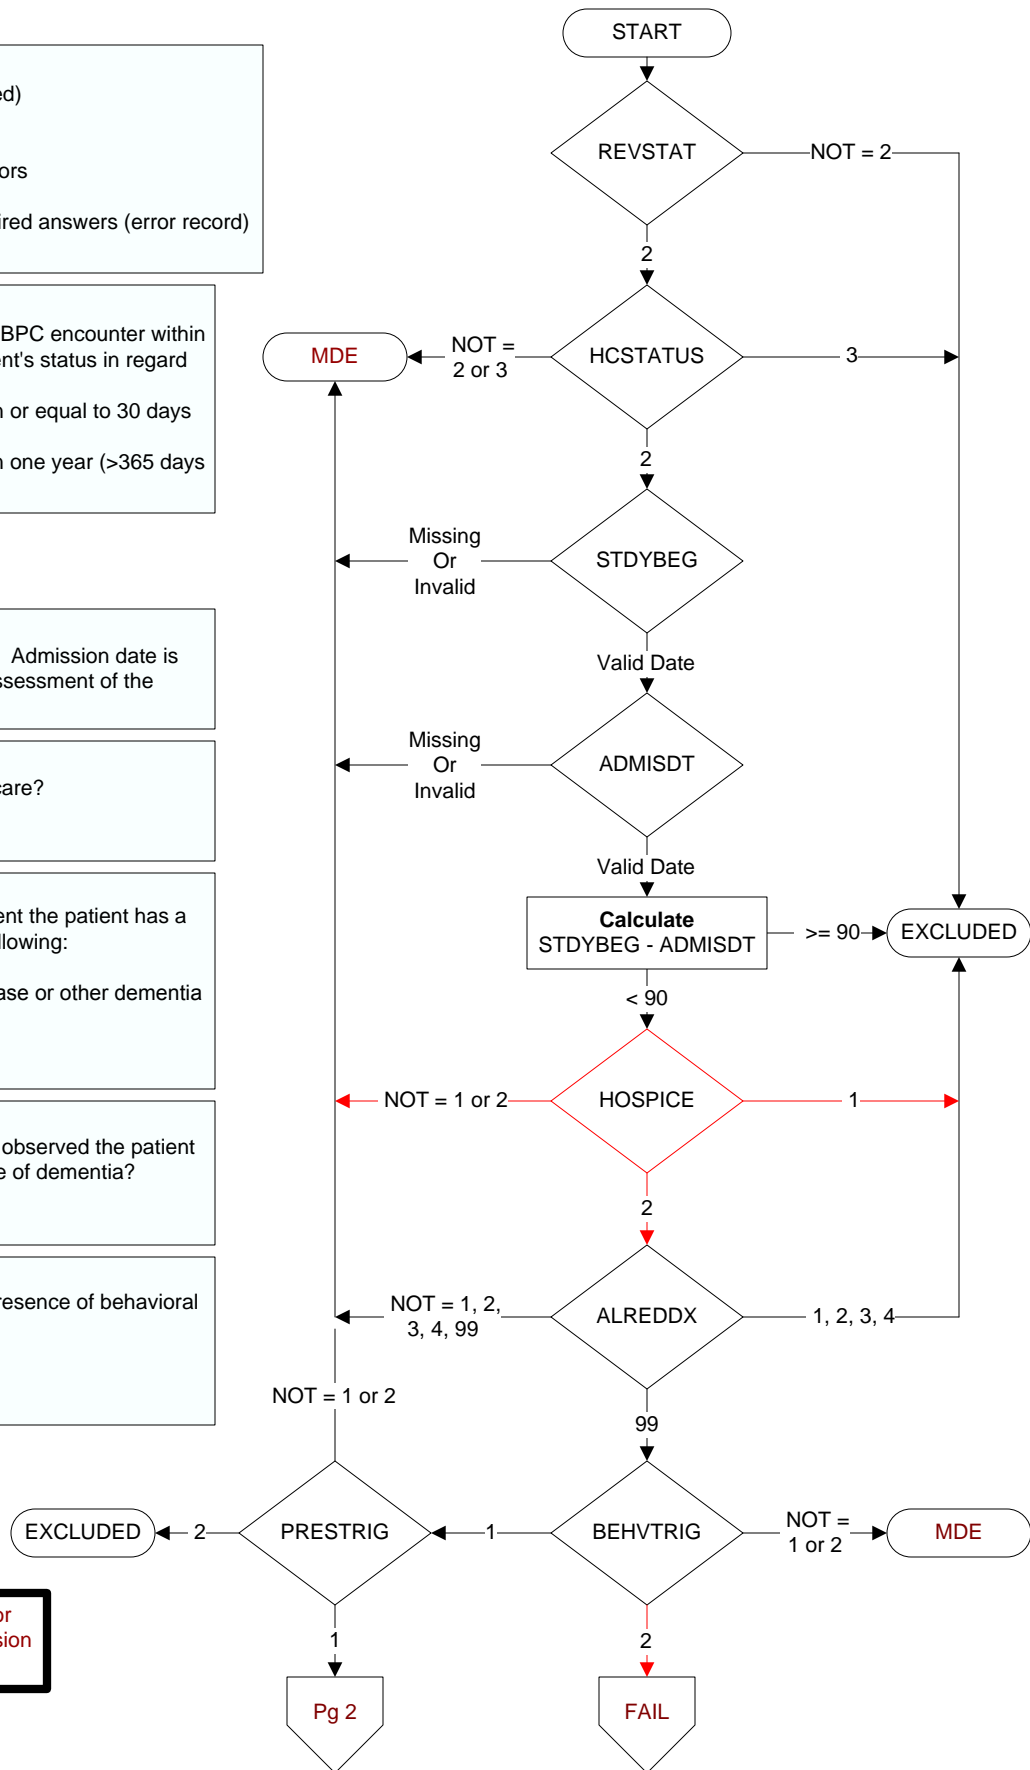 START
ed)
ors
ired answers (error record)
REVSTAT
NOT = 2
2
BPC encounter within
ent's status in regard
n or equal to 30 days
n one year (>365 days
MDE
NOT =
2 or 3
HCSTATUS
3
2
Missing
Or
Invalid
STDYBEG
Valid Date
Admission date is
ssessment of the
Missing
Or
Invalid
ADMISDT
Valid Date
care?
Calculate
STDYBEG - ADMISDT
>= 90
EXCLUDED
< 90
ent the patient has a
llowing:
ase or other dementia
NOT = 1 or 2
HOSPICE
1
2
observed the patient
e of dementia?
NOT = 1, 2,
3, 4, 99
ALREDDX
1, 2, 3, 4
99
resence of behavioral
NOT = 1 or 2
EXCLUDED
2
PRESTRIG
1
BEHVTRIG
NOT =
1 or 2
MDE
1
2
or
sion
Pg 2
FAIL